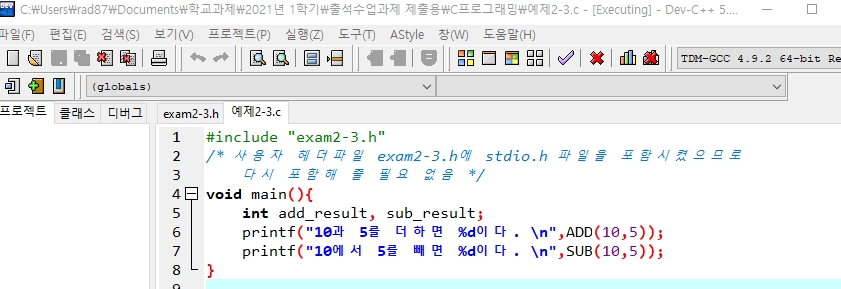 C:\Users\rad87\Documents\학교과제\2021년 1학기\출석수업과제 제출용\C프로그래밍\예제2-3.c - [Executing] - Dev-C++ 5....
파일(F) 편집(E) 검색(S) 보기(V) 프로젝트(P) 실행(Z) 도구(T) AStyle 창(W) 도움말(H)
TDM-GCC 4.9.2 64-bit Re
(globals)
프로젝트 클래스 디버그 exam2-3.h 예제2-3.c
1 #include "exam2-3.h"
2 /* 사용자 헤더파일 exam2-3.h에 stdio.h 파일을 포함시켰으므로
3 다시 포함해 줄 필요 없음 */
4 void main(){
5 int add_result, sub_result;
6 printf("10과 5를 더하면 %d이다. \n",ADD(10,5));
7 printf("10에서 5를 빼면 %d이다. \n",SUB(10,5));
8 }
9